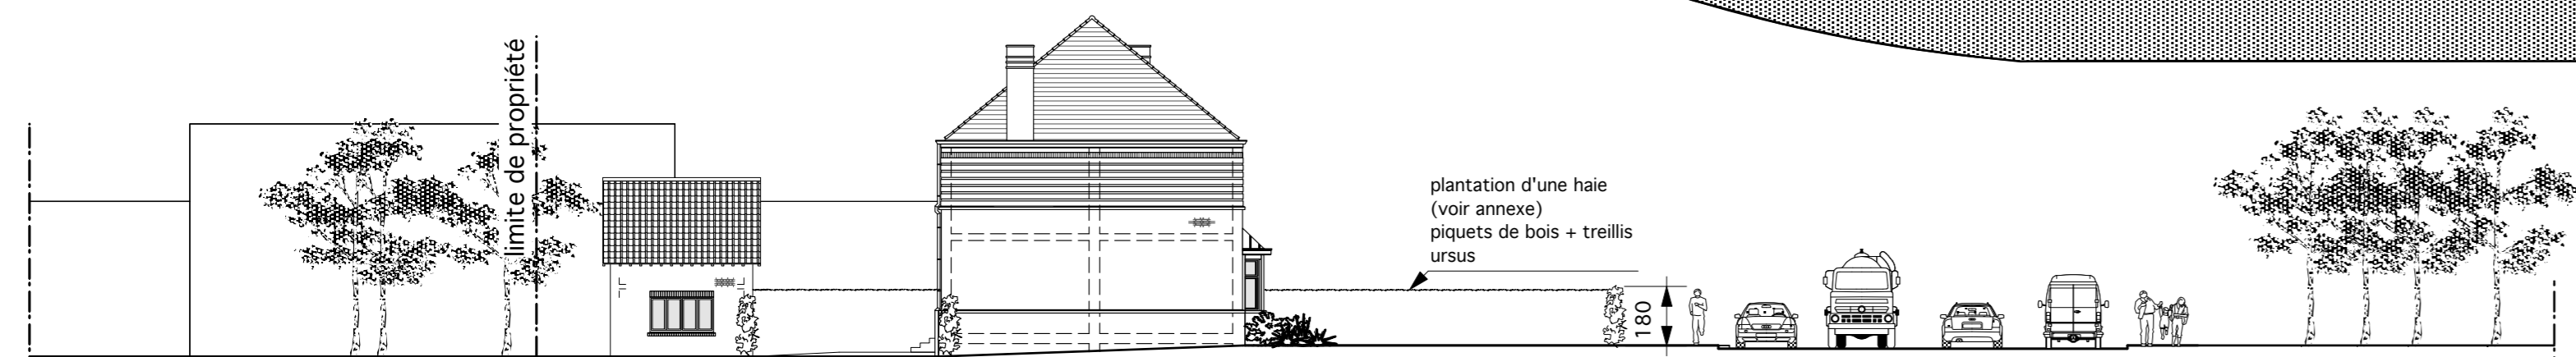 limite de propriété
plantation d'une haie
(voir annexe)
piquets de bois + treillis
ursus
180